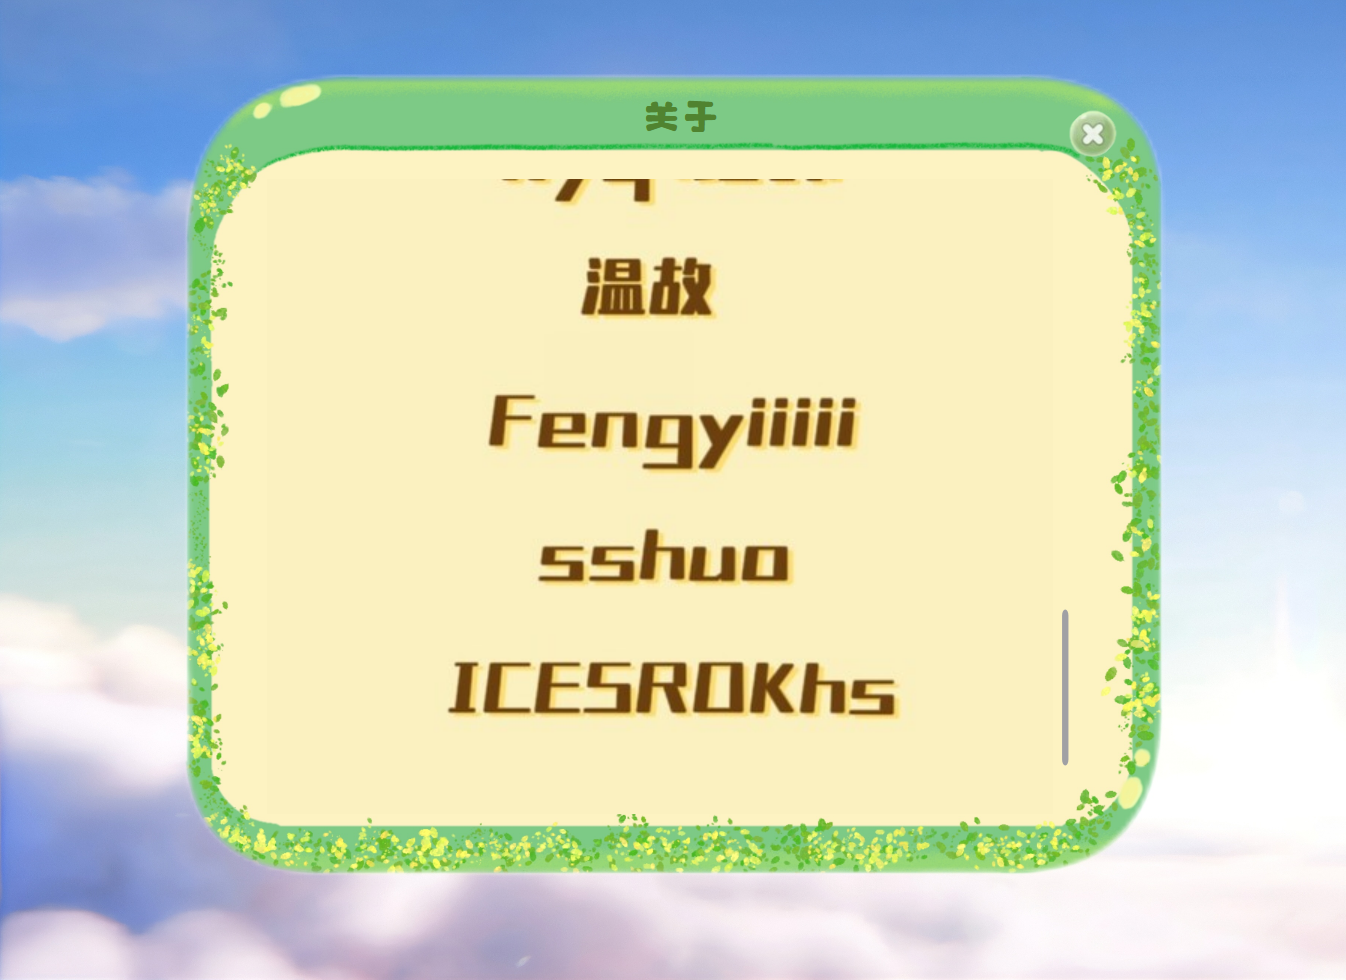 关于
温故
Fengyiiiii
sshuo
ICESROKhs